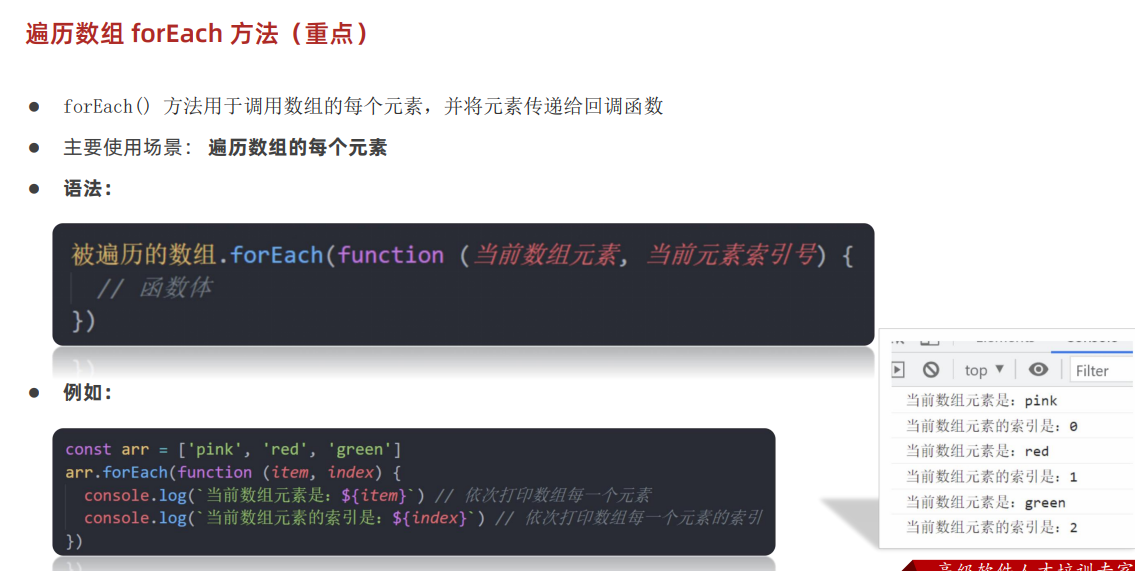 遍历数组 forEach 方法（重点）
● forEach() 方法用于调用数组的每个元素，并将元素传递给回调函数
● 主要使用场景： 遍历数组的每个元素
● 语法：
被遍历的数组.forEach(function (当前数组元素, 当前元素索引号) {
// 函数体
})
● 例如：
const arr = ['pink', 'red', 'green']
arr.forEach(function (item, index) {
console.log(`当前数组元素是：${item}`) // 依次打印数组每一个元素
console.log(`当前数组元素的索引是：${index}`) // 依次打印数组每一个元素的索引
})
top ▼ Filter
当前数组元素是：pink
当前数组元素的索引是：0
当前数组元素是：red
当前数组元素的索引是：1
当前数组元素是：green
当前数组元素的索引是：2
高级软件人才培训专家